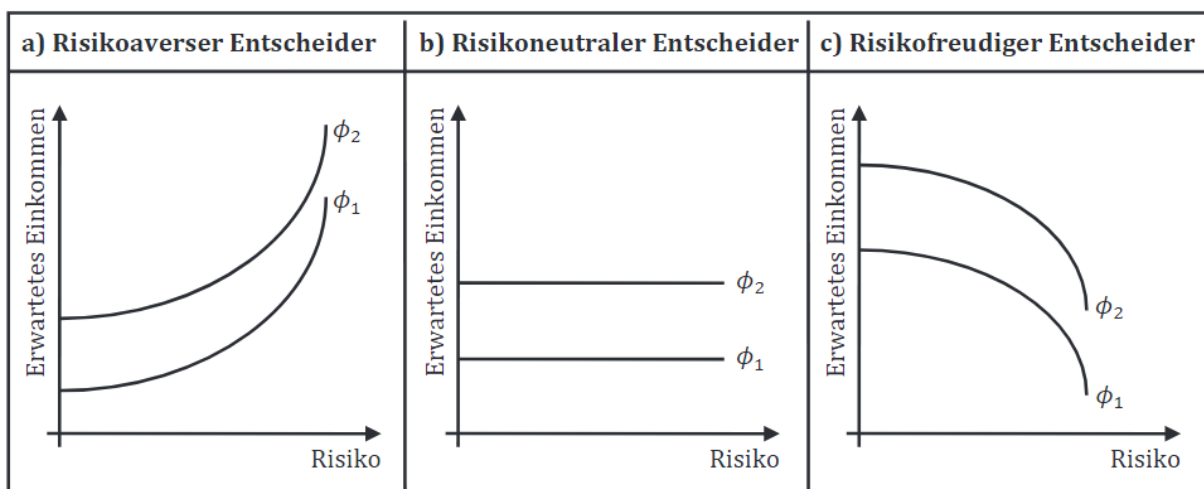 a) Risikoaverser Entscheider
b) Risikoneutraler Entscheider
c) Risikofreudiger Entscheider
Erwartetes Einkommen
ϕ2
ϕ1
Risiko
Erwartetes Einkommen
ϕ2
ϕ1
Risiko
Erwartetes Einkommen
ϕ2
ϕ1
Risiko